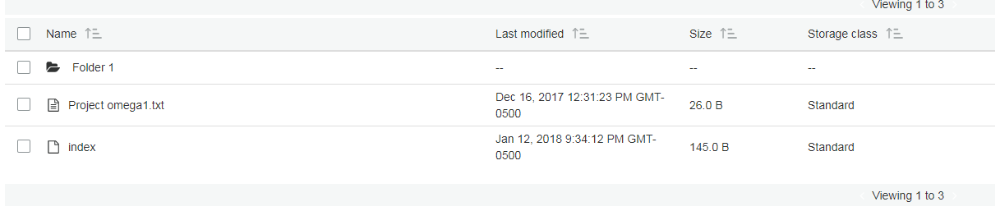 Viewing 1 to 3
Name Last modified Size Storage class
Folder 1 -- -- --
Project omega1.txt Dec 16, 2017 12:31:23 PM GMT-
0500 26.0 B Standard
index Jan 12, 2018 9:34:12 PM GMT-
0500 145.0 B Standard
Viewing 1 to 3